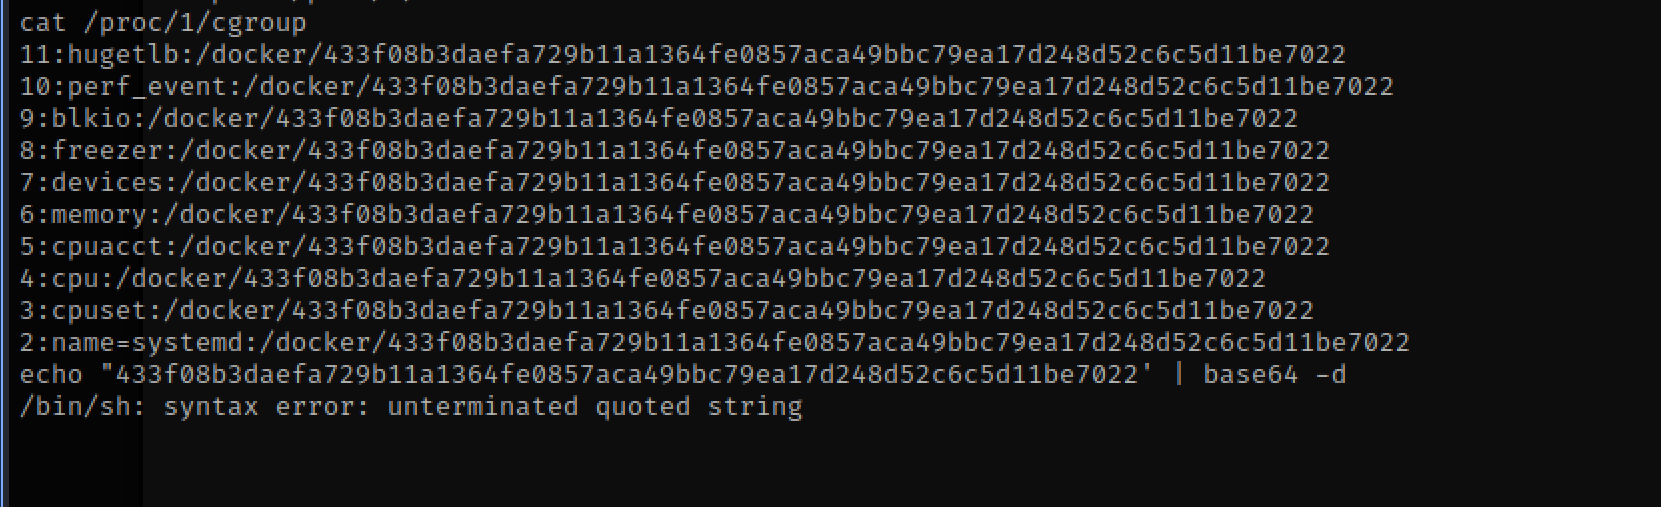 cat /proc/1/cgroup
11:hugetlb:/docker/433f08b3daefa729b11a1364fe0857aca49bbc79ea17d248d52c6c5d11be7022
10:perf_event:/docker/433f08b3daefa729b11a1364fe0857aca49bbc79ea17d248d52c6c5d11be7022
9:blkio:/docker/433f08b3daefa729b11a1364fe0857aca49bbc79ea17d248d52c6c5d11be7022
8:freezer:/docker/433f08b3daefa729b11a1364fe0857aca49bbc79ea17d248d52c6c5d11be7022
7:devices:/docker/433f08b3daefa729b11a1364fe0857aca49bbc79ea17d248d52c6c5d11be7022
6:memory:/docker/433f08b3daefa729b11a1364fe0857aca49bbc79ea17d248d52c6c5d11be7022
5:cpuacct:/docker/433f08b3daefa729b11a1364fe0857aca49bbc79ea17d248d52c6c5d11be7022
4:cpu:/docker/433f08b3daefa729b11a1364fe0857aca49bbc79ea17d248d52c6c5d11be7022
3:cpuset:/docker/433f08b3daefa729b11a1364fe0857aca49bbc79ea17d248d52c6c5d11be7022
2:name=systemd:/docker/433f08b3daefa729b11a1364fe0857aca49bbc79ea17d248d52c6c5d11be7022
echo "433f08b3daefa729b11a1364fe0857aca49bbc79ea17d248d52c6c5d11be7022' | base64 -d
/bin/sh: syntax error: unterminated quoted string